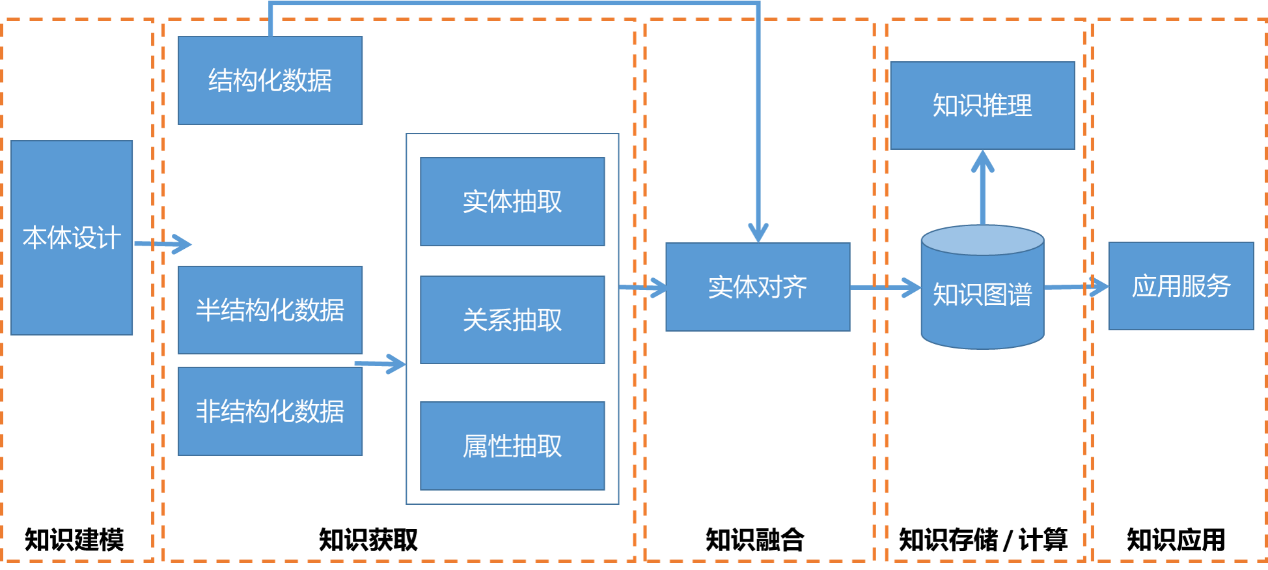 本体设计
结构化数据
半结构化数据
非结构化数据
实体抽取
关系抽取
属性抽取
实体对齐
知识推理
知识图谱
应用服务
知识建模
知识获取
知识融合
知识存储 / 计算
知识应用